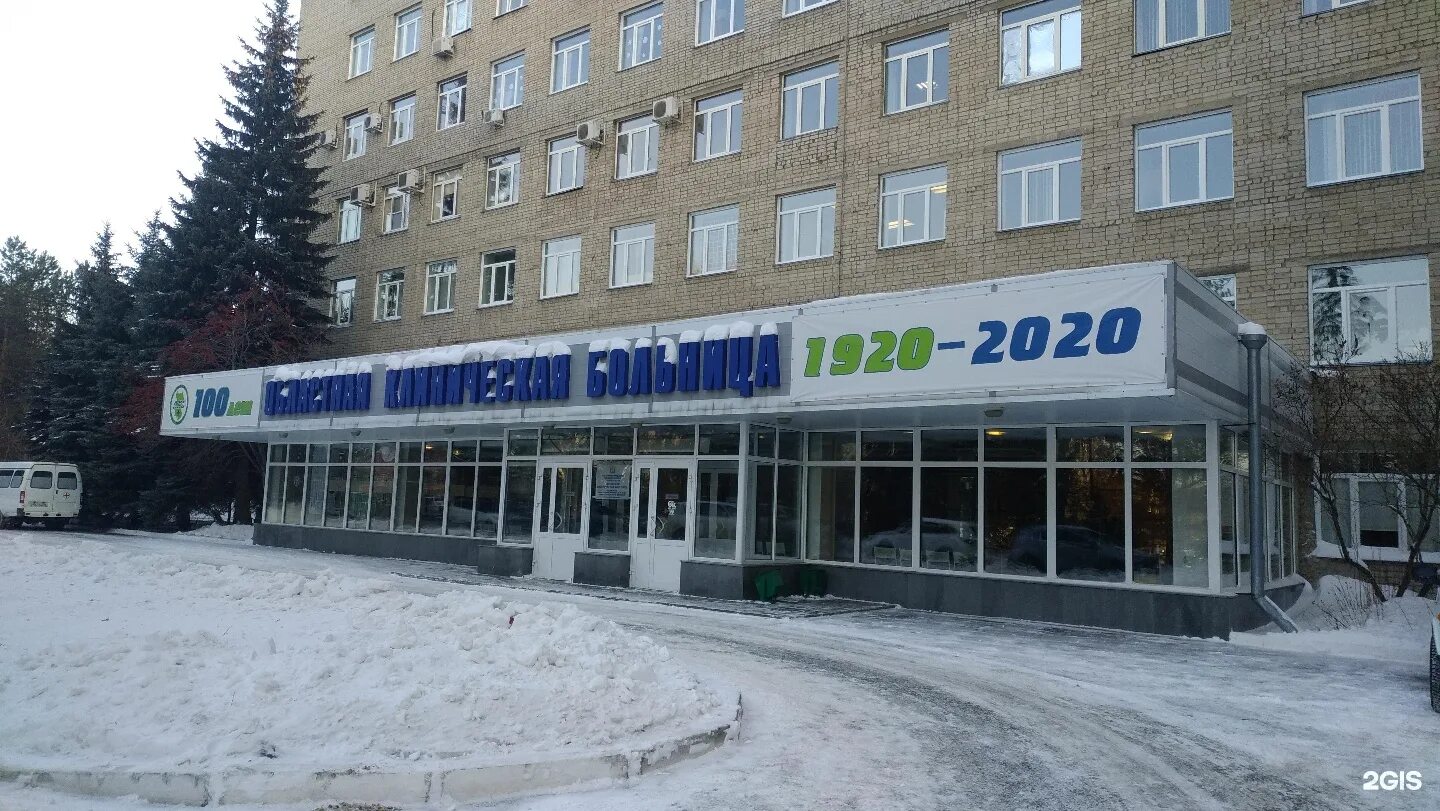 100 лет
ОБЛАСТНАЯ КЛИНИЧЕСКАЯ БОЛЬНИЦА
1920-2020
2GIS